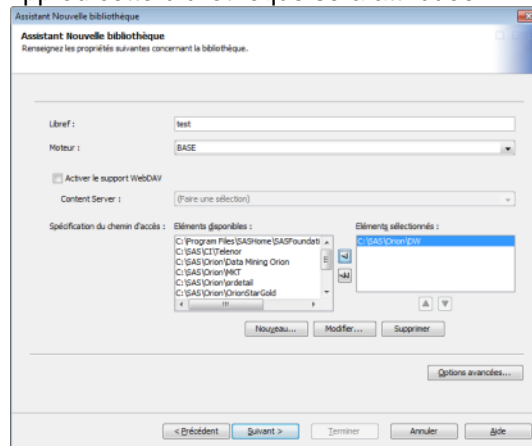 Assistant Nouvelle bibliothèque
Assistant Nouvelle bibliothèque
Renseignez les propriétés suivantes concernant la bibliothèque.
Libref :
test
Moteur :
BASE
Activer le support WebDAV
Content Server :
(Faire une sélection)
Spécification du chemin d'accès :
Eléments disponibles :
Eléments sélectionnés :
C:\Program Files\SASHome\SASFoundati
C:\SAS\CI\Telenor
C:\SAS\Orion\Data Mining Orion
C:\SAS\Orion\MKT
C:\SAS\Orion\ordetail
C:\SAS\Orion\OrionStarGold
C:\SAS\Orion\DW
Nouveau... Modifier... Supprimer
Options avancées...
< Précédent Suivant > Terminer Annuler Aide